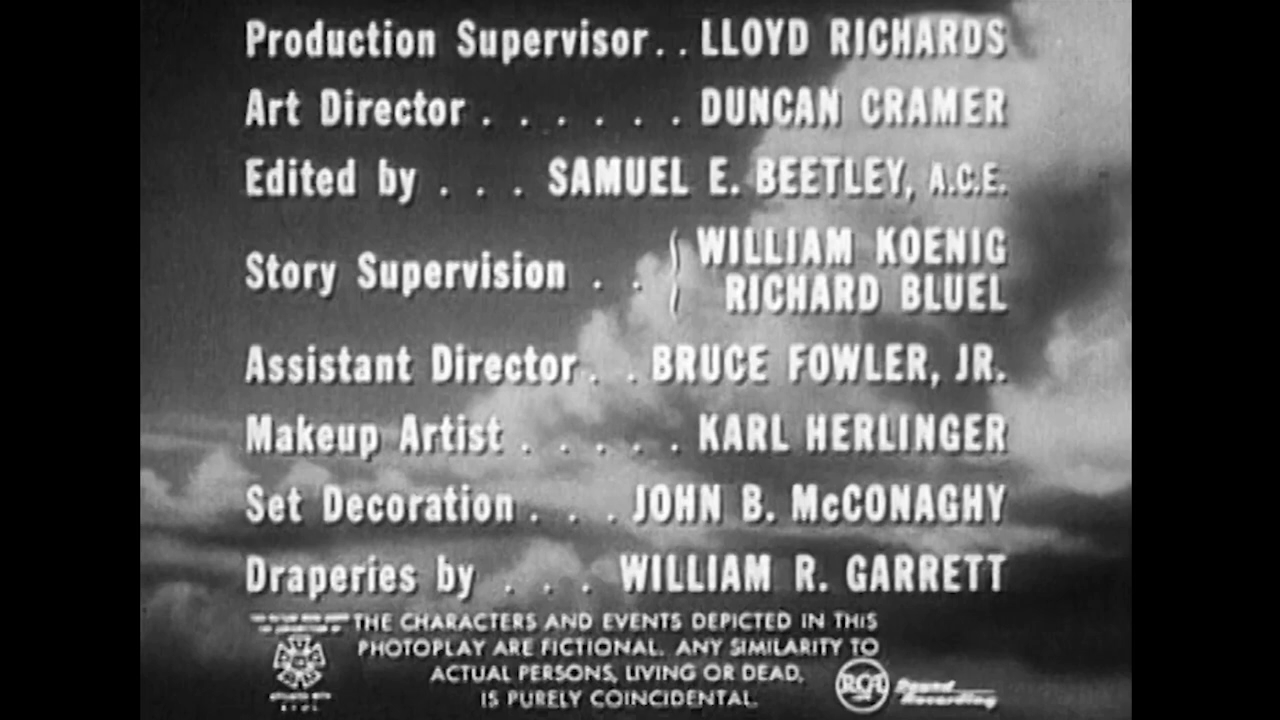 Production Supervisor.. LLOYD RICHARDS
Art Director . . . . . . DUNCAN CRAMER
Edited by . . . SAMUEL E. BEETLEY, A.C.E.
Story Supervision . . { WILLIAM KOENIG
RICHARD BLUEL
Assistant Director. . BRUCE FOWLER, JR.
Makeup Artist . . . . . KARL HERLINGER
Set Decoration . . . JOHN B. McCONAGHY
Draperies by . . . WILLIAM R. GARRETT
THE CHARACTERS AND EVENTS DEPICTED IN THIS
PHOTOPLAY ARE FICTIONAL. ANY SIMILARITY TO
ACTUAL PERSONS, LIVING OR DEAD,
IS PURELY COINCIDENTAL.
RCA Sound
Recording